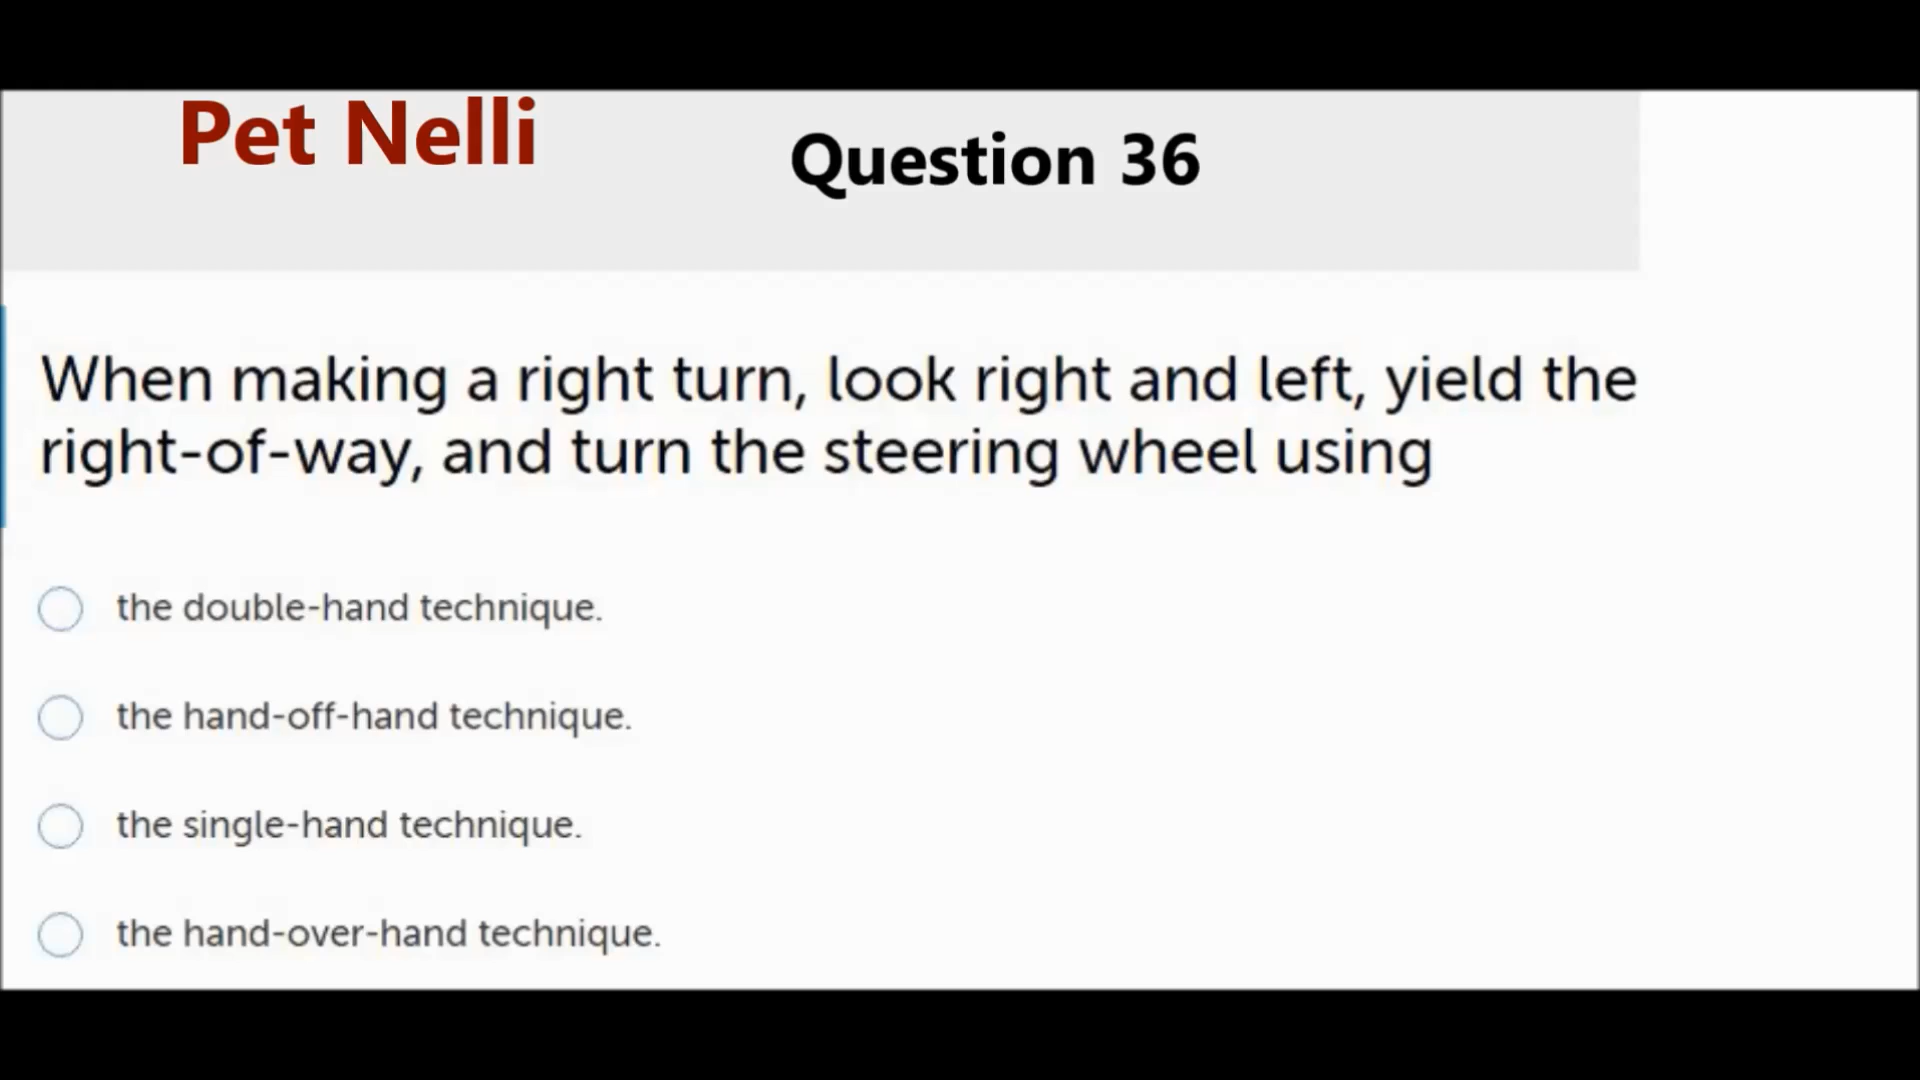 Pet Nelli
Question 36
When making a right turn, look right and left, yield the
right-of-way, and turn the steering wheel using
the double-hand technique.
the hand-off-hand technique.
the single-hand technique.
the hand-over-hand technique.